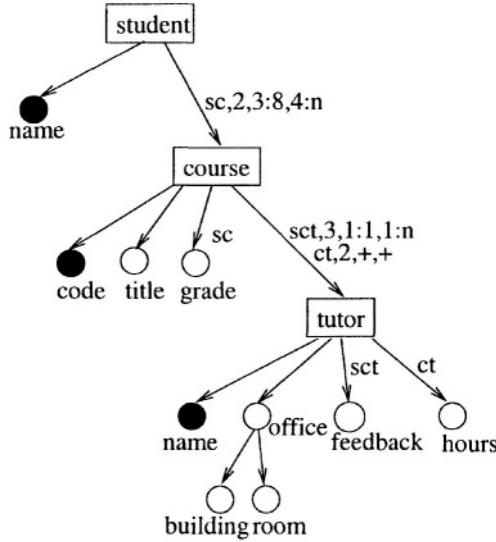 student
name
sc,2,3:8,4:n
course
sc
code
title
grade
sct,3,1:1,1:n
ct,2,+,+
tutor
sct
ct
name
office
feedback
hours
building
room